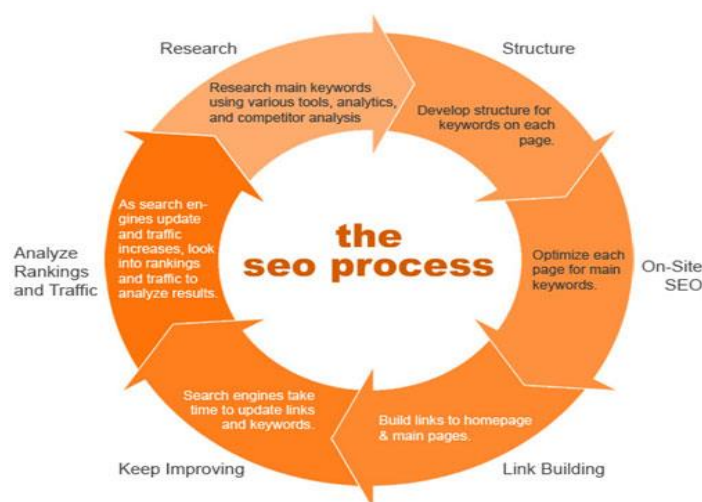 Research
Research main keywords
using various tools, analytics,
and competitor analysis
Structure
Develop structure for
keywords on each
page.
On-Site
SEO
Optimize each
page for main
keywords.
Link Building
Build links to homepage
& main pages.
Keep Improving
Search engines take
time to update links
and keywords.
Analyze
Rankings
and Traffic
As search en-
gines update
and traffic
increases, look
into rankings
and traffic to
analyze results.
the
seo process